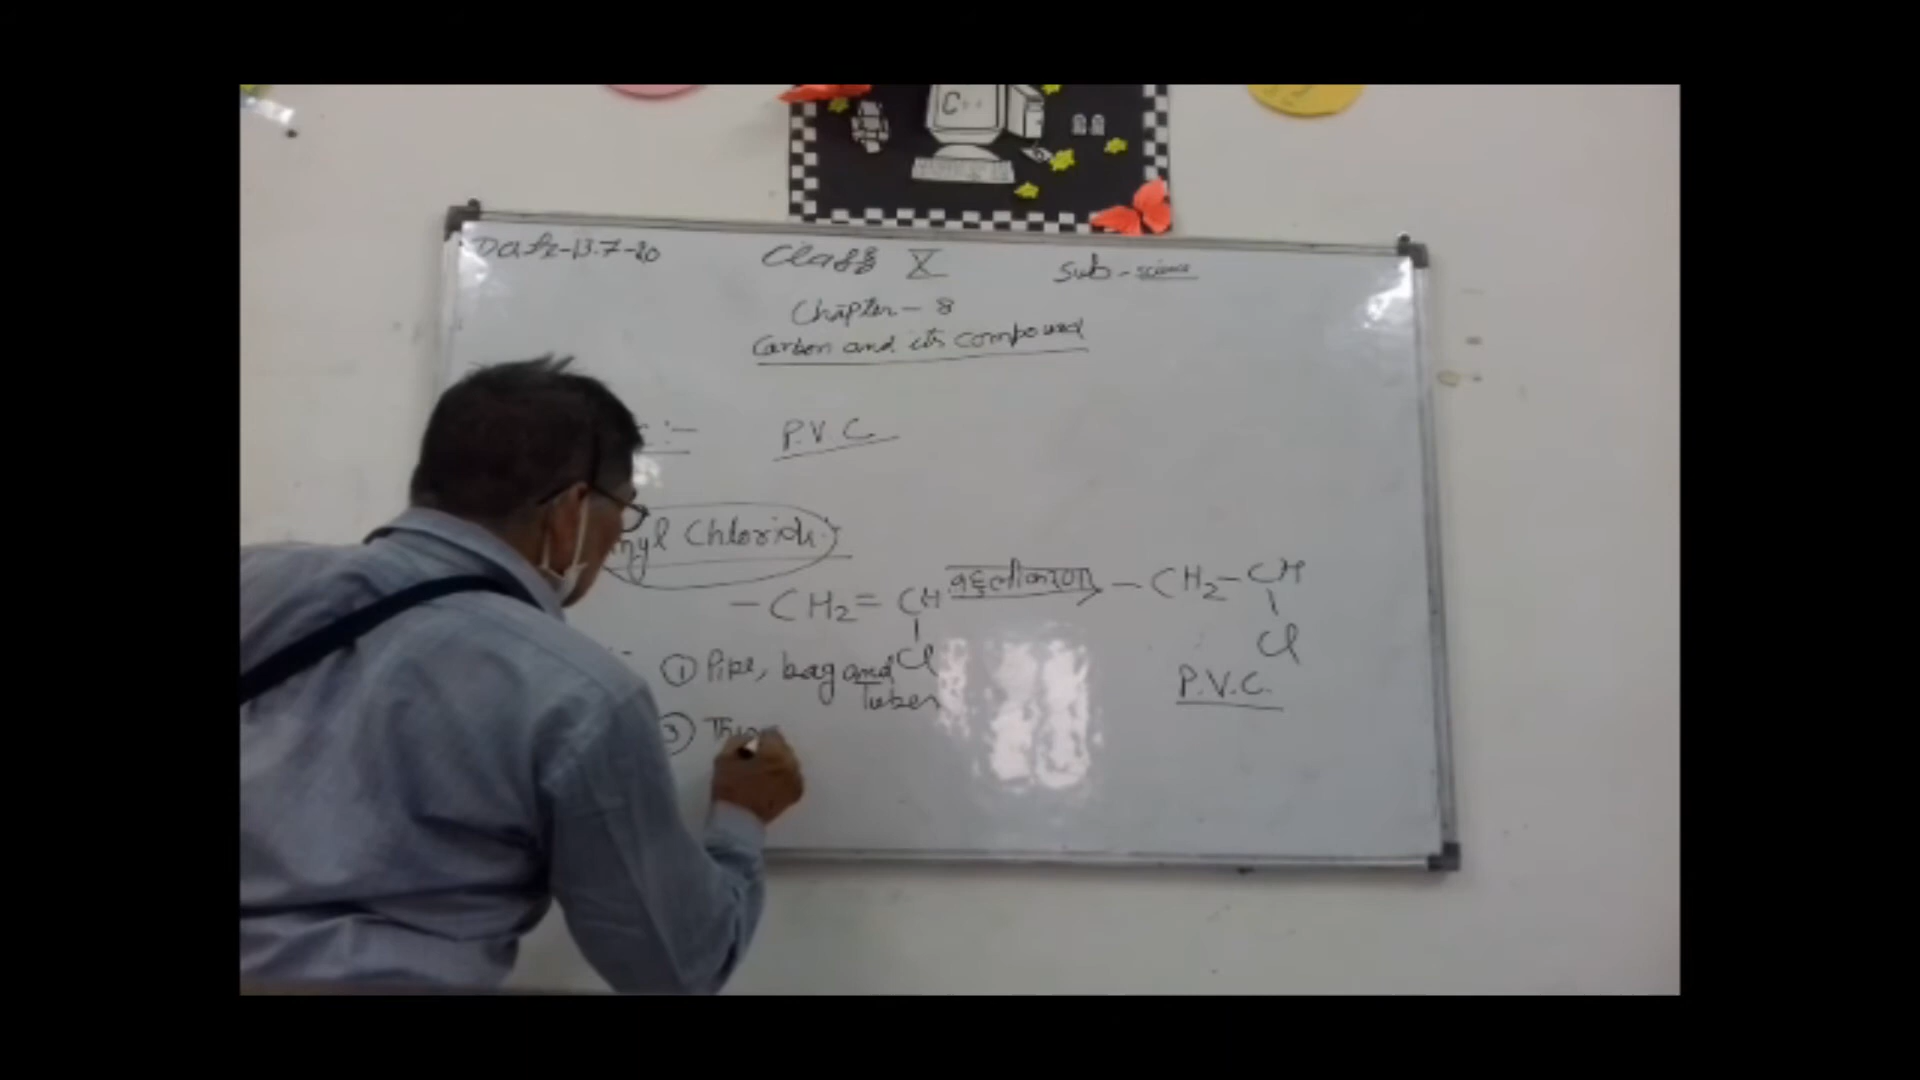 C++
Date-13.7-20 Class X Sub-science
Chapter-8
Carbon and its compound
:- P.V.C
nyl Chloride
-CH2=CH बहुलीकरण -CH2-CH
Cl Cl
① Pipe, bag and
Tubes P.V.C.